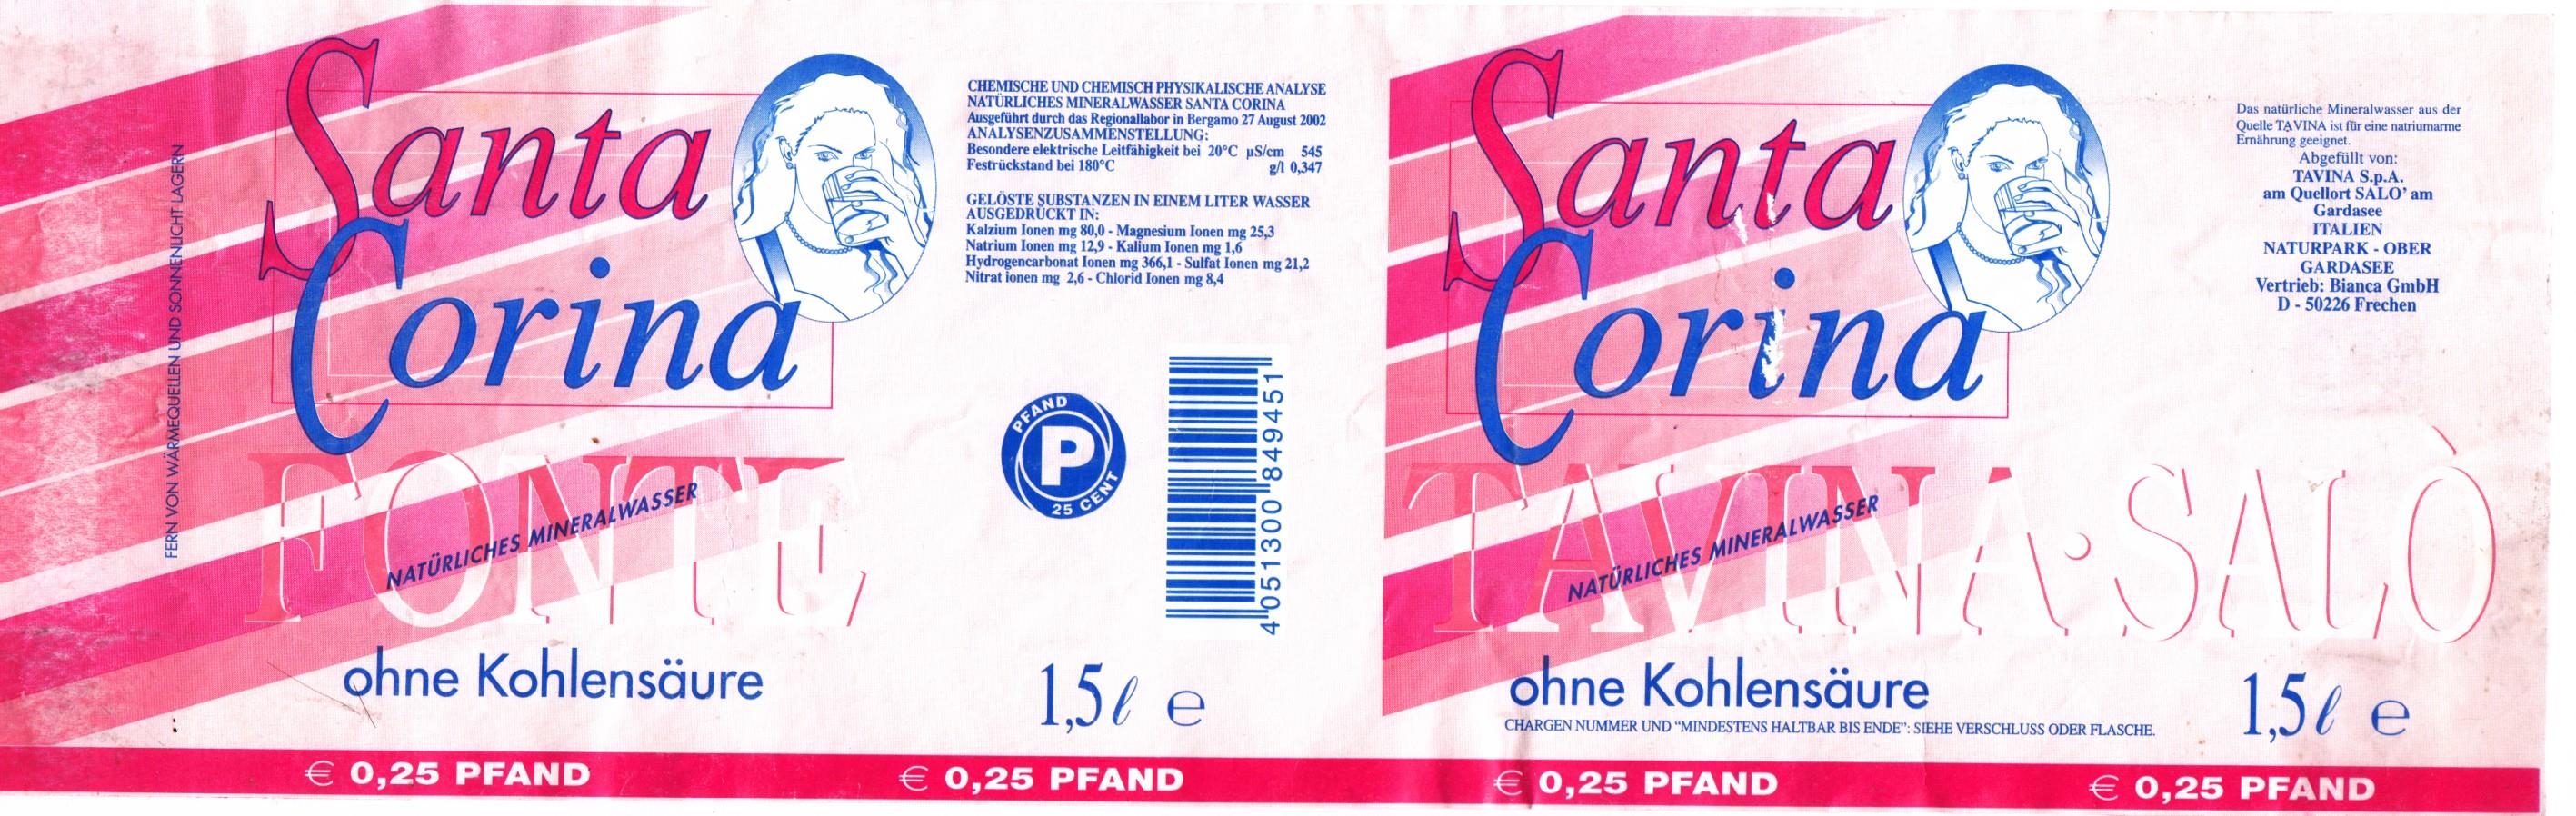 FERN VON WÄRMEQUELLEN UND SONNENLICHT LAGERN
Santa
Corina
FONTE
NATÜRLICHES MINERALWASSER
ohne Kohlensäure
CHEMISCHE UND CHEMISCH PHYSIKALISCHE ANALYSE
NATÜRLICHES MINERALWASSER SANTA CORINA
Ausgeführt durch das Regionallabor in Bergamo 27 August 2002
ANALYSENZUSAMMENSTELLUNG:
Besondere elektrische Leitfähigkeit bei 20°C µS/cm 545
Festrückstand bei 180°C g/l 0,347
GELÖSTE SUBSTANZEN IN EINEM LITER WASSER
AUSGEDRÜCKT IN:
Kalzium Ionen mg 80,0 - Magnesium Ionen mg 25,3
Natrium Ionen mg 12,9 - Kalium Ionen mg 1,6
Hydrogencarbonat Ionen mg 366,1 - Sulfat Ionen mg 21,2
Nitrat ionen mg 2,6 - Chlorid Ionen mg 8,4
PFAND
P
25 CENT
4 051300 849451
1,5 ℓ e
Santa
Corina
TAVINA·SALÒ
NATÜRLICHES MINERALWASSER
ohne Kohlensäure
CHARGEN NUMMER UND "MINDESTENS HALTBAR BIS ENDE": SIEHE VERSCHLUSS ODER FLASCHE.
Das natürliche Mineralwasser aus der
Quelle TAVINA ist für eine natriumarme
Ernährung geeignet.
Abgefüllt von:
TAVINA S.p.A.
am Quellort SALO' am
Gardasee
ITALIEN
NATURPARK - OBER
GARDASEE
Vertrieb: Bianca GmbH
D - 50226 Frechen
1,5 ℓ e
€ 0,25 PFAND
€ 0,25 PFAND
€ 0,25 PFAND
€ 0,25 PFAND